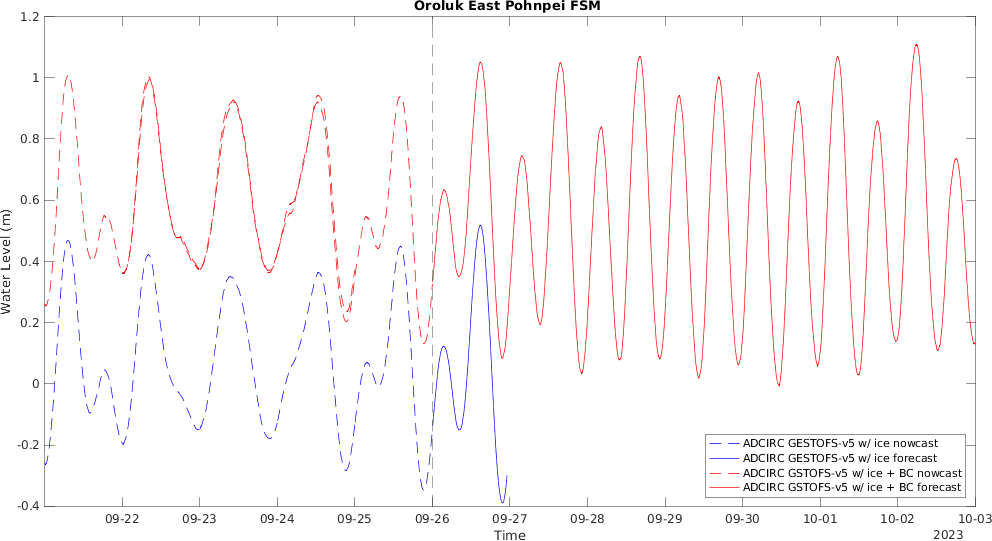 Oroluk East Pohnpei FSM
1.2
1
0.8
0.6
0.4
0.2
0
-0.2
-0.4
Water Level (m)
ADCIRC GESTOFS-v5 w/ ice nowcast
ADCIRC GESTOFS-v5 w/ ice forecast
ADCIRC GSTOFS-v5 w/ ice + BC nowcast
ADCIRC GSTOFS-v5 w/ ice + BC forecast
09-22 09-23 09-24 09-25 09-26 09-27 09-28 09-29 09-30 10-01 10-02 10-03
Time
2023